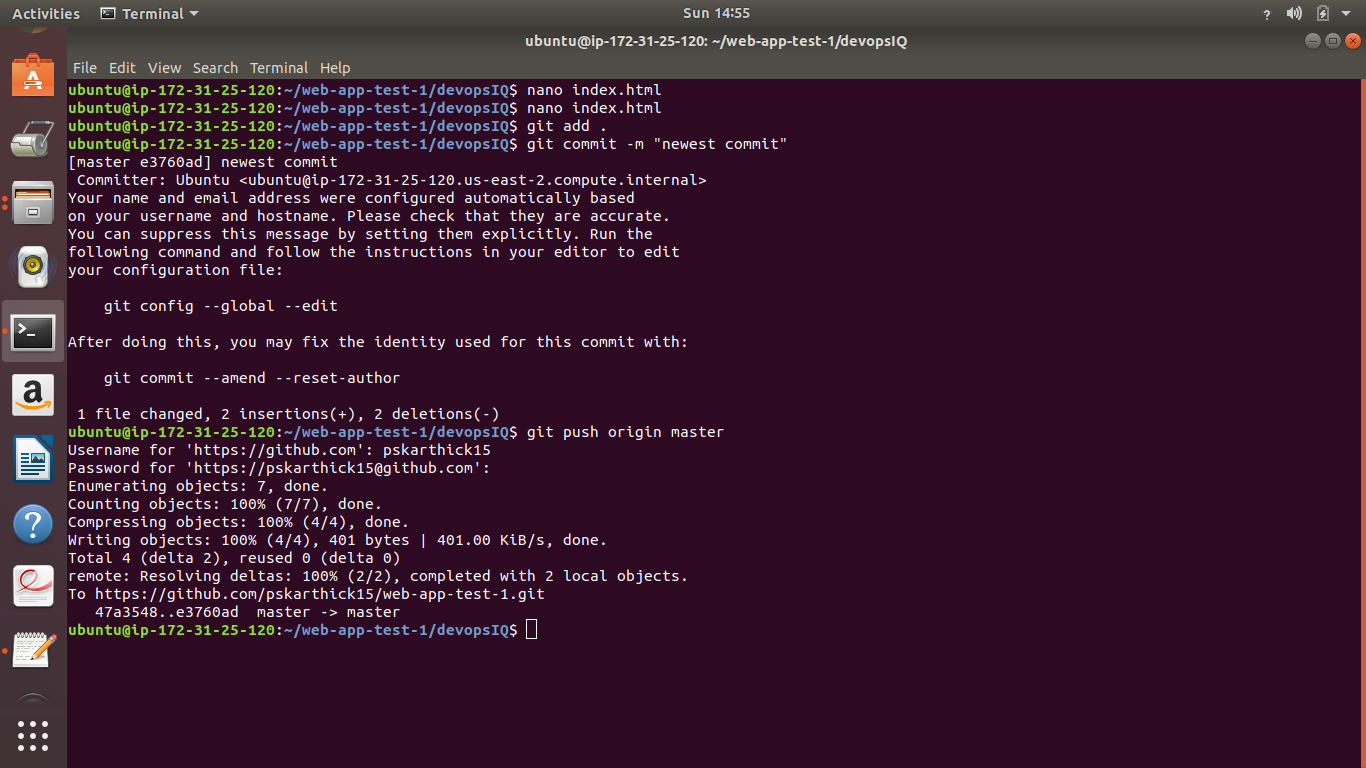 Activities Terminal Sun 14:55 ?
ubuntu@ip-172-31-25-120: ~/web-app-test-1/devopsIQ
File Edit View Search Terminal Help
ubuntu@ip-172-31-25-120:~/web-app-test-1/devopsIQ$ nano index.html
ubuntu@ip-172-31-25-120:~/web-app-test-1/devopsIQ$ nano index.html
ubuntu@ip-172-31-25-120:~/web-app-test-1/devopsIQ$ git add .
ubuntu@ip-172-31-25-120:~/web-app-test-1/devopsIQ$ git commit -m "newest commit"
[master e3760ad] newest commit
 Committer: Ubuntu <ubuntu@ip-172-31-25-120.us-east-2.compute.internal>
Your name and email address were configured automatically based
on your username and hostname. Please check that they are accurate.
You can suppress this message by setting them explicitly. Run the
following command and follow the instructions in your editor to edit
your configuration file:
    git config --global --edit
After doing this, you may fix the identity used for this commit with:
    git commit --amend --reset-author
 1 file changed, 2 insertions(+), 2 deletions(-)
ubuntu@ip-172-31-25-120:~/web-app-test-1/devopsIQ$ git push origin master
Username for 'https://github.com': pskarthick15
Password for 'https://pskarthick15@github.com':
Enumerating objects: 7, done.
Counting objects: 100% (7/7), done.
Compressing objects: 100% (4/4), done.
Writing objects: 100% (4/4), 401 bytes | 401.00 KiB/s, done.
Total 4 (delta 2), reused 0 (delta 0)
remote: Resolving deltas: 100% (2/2), completed with 2 local objects.
To https://github.com/pskarthick15/web-app-test-1.git
   47a3548..e3760ad  master -> master
ubuntu@ip-172-31-25-120:~/web-app-test-1/devopsIQ$